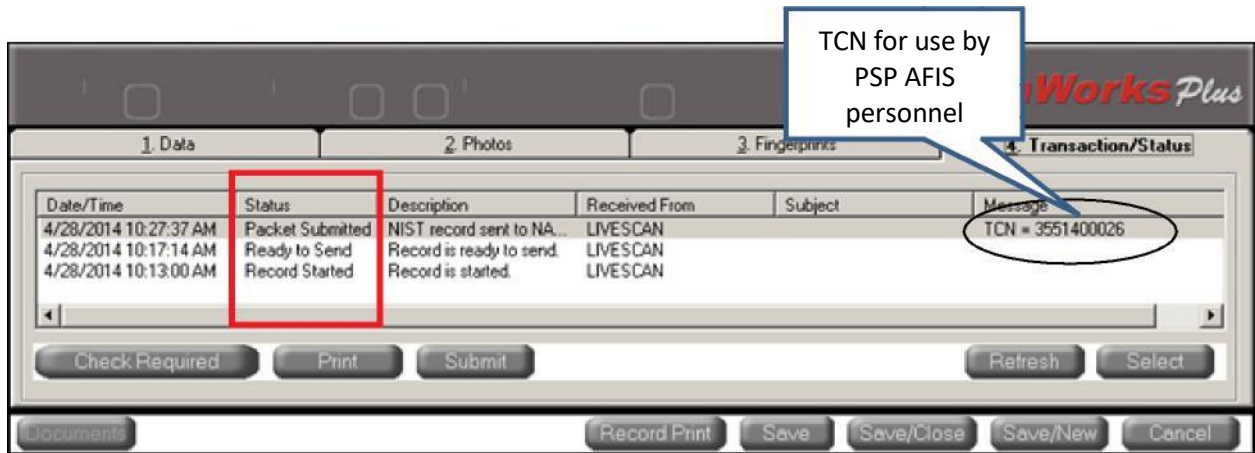 TCN for use by
PSP AFIS
personnel
Works Plus
1. Data 2. Photos 3. Fingerprints 4. Transaction/Status
Date/Time Status Description Received From Subject Message
4/28/2014 10:27:37 AM Packet Submitted NIST record sent to NA... LIVESCAN TCN = 3551400026
4/28/2014 10:17:14 AM Ready to Send Record is ready to send. LIVESCAN
4/28/2014 10:13:00 AM Record Started Record is started. LIVESCAN
Check Required Print Submit Refresh Select
Documents Record Print Save Save/Close Save/New Cancel